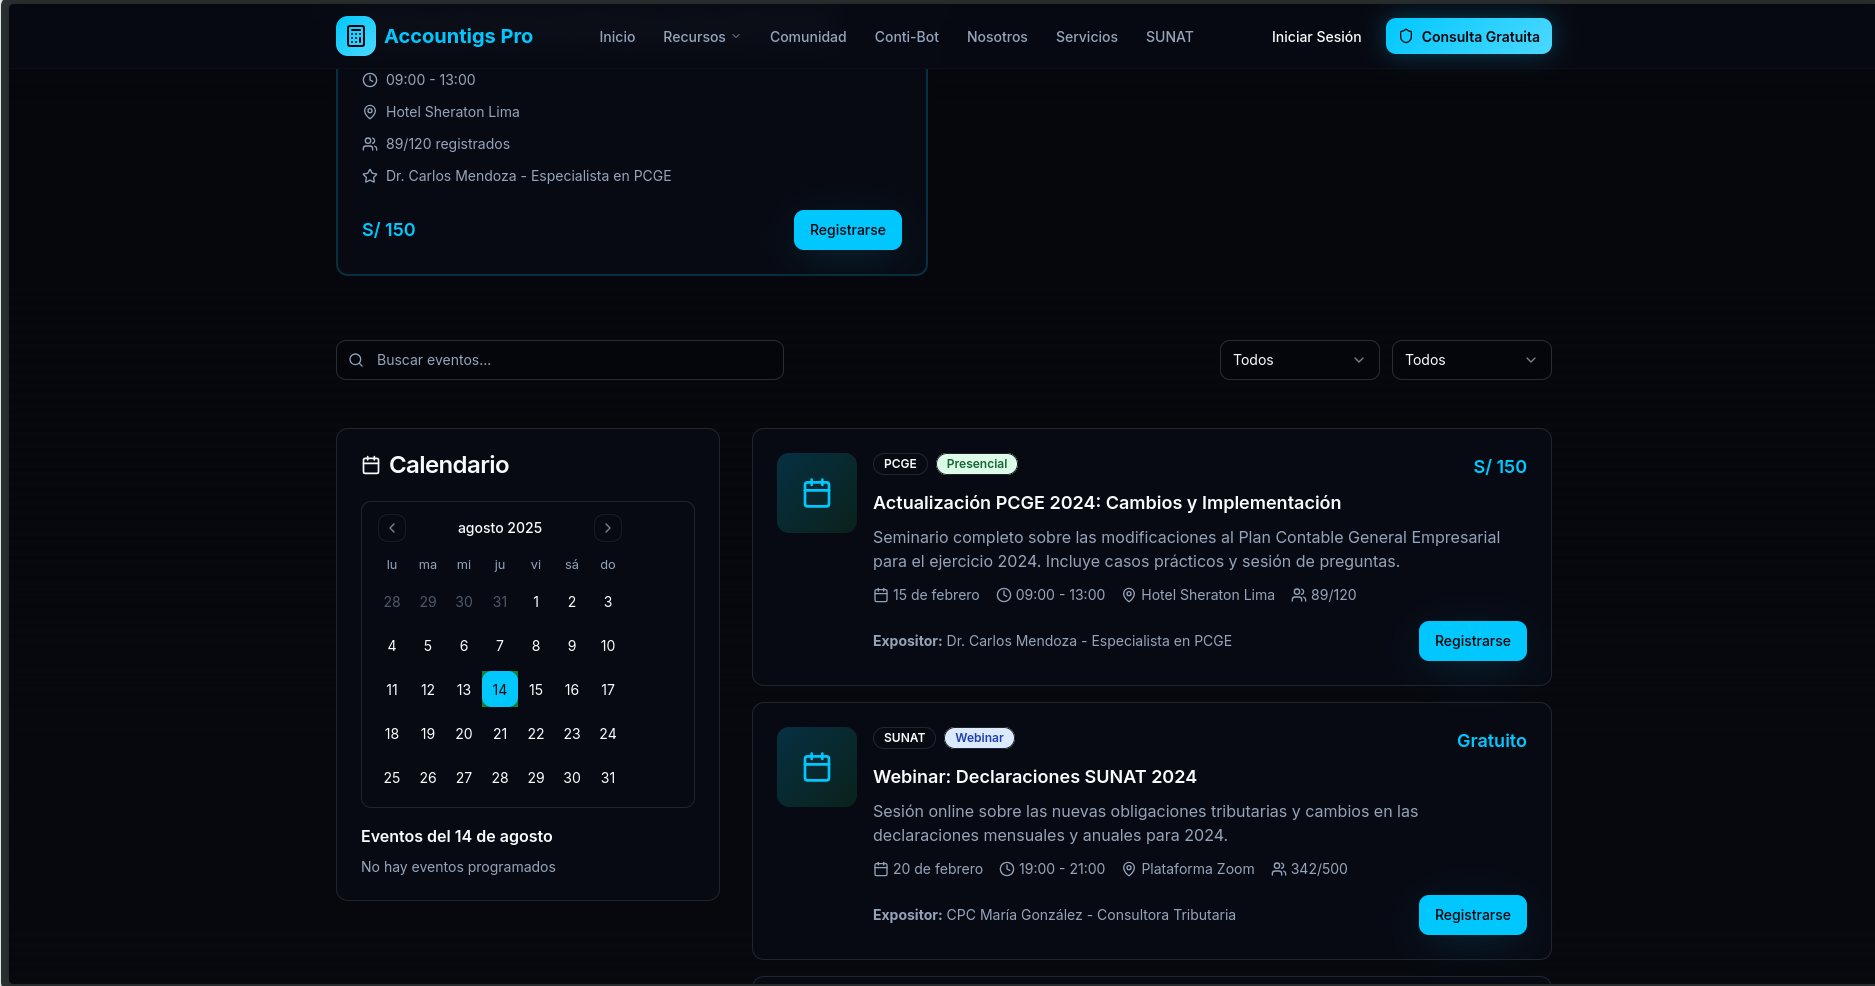 Accountigs Pro
Inicio
Recursos
Comunidad
Conti-Bot
Nosotros
Servicios
SUNAT
Iniciar Sesión
Consulta Gratuita
09:00 - 13:00
Hotel Sheraton Lima
89/120 registrados
Dr. Carlos Mendoza - Especialista en PCGE
S/ 150
Registrarse
Buscar eventos...
Todos
Todos
Calendario
agosto 2025
lu ma mi ju vi sá do
28 29 30 31 1 2 3
4 5 6 7 8 9 10
11 12 13 14 15 16 17
18 19 20 21 22 23 24
25 26 27 28 29 30 31
Eventos del 14 de agosto
No hay eventos programados
PCGE
Presencial
S/ 150
Actualización PCGE 2024: Cambios y Implementación
Seminario completo sobre las modificaciones al Plan Contable General Empresarial
para el ejercicio 2024. Incluye casos prácticos y sesión de preguntas.
15 de febrero 09:00 - 13:00 Hotel Sheraton Lima 89/120
Expositor: Dr. Carlos Mendoza - Especialista en PCGE
Registrarse
SUNAT
Webinar
Gratuito
Webinar: Declaraciones SUNAT 2024
Sesión online sobre las nuevas obligaciones tributarias y cambios en las
declaraciones mensuales y anuales para 2024.
20 de febrero 19:00 - 21:00 Plataforma Zoom 342/500
Expositor: CPC María González - Consultora Tributaria
Registrarse